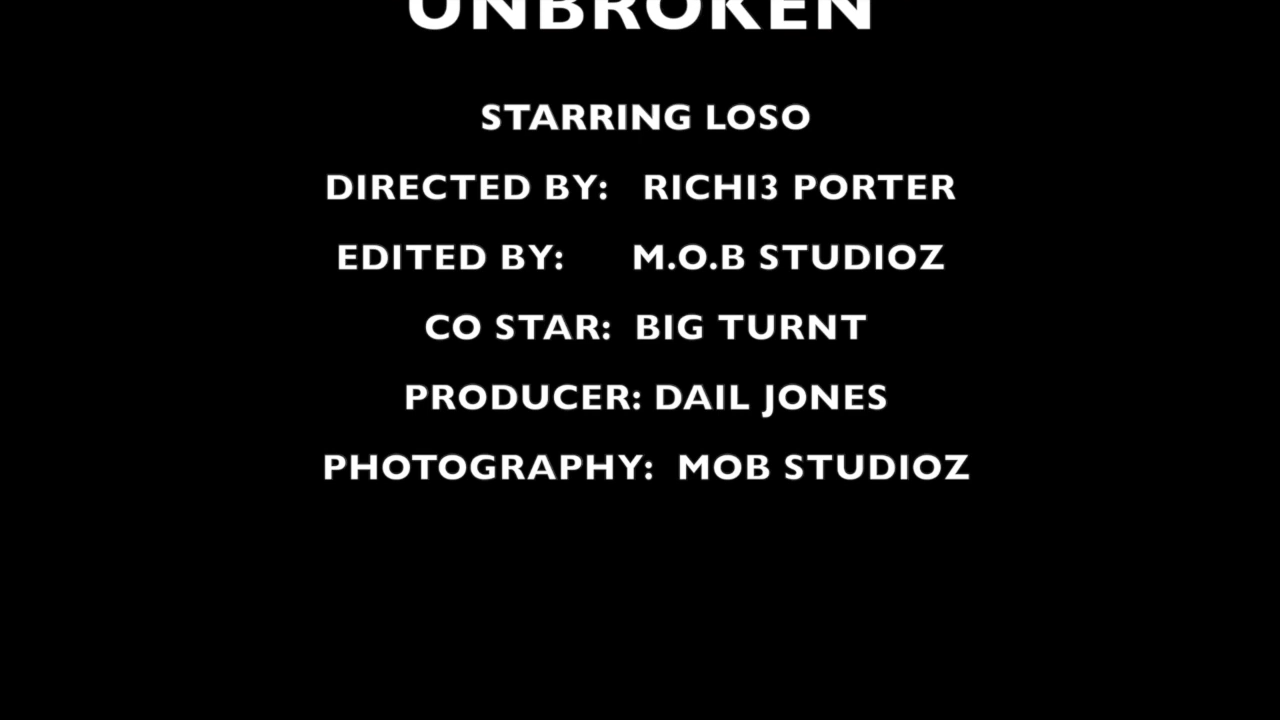 UNBROKEN
STARRING LOSO
DIRECTED BY: RICHI3 PORTER
EDITED BY: M.O.B STUDIOZ
CO STAR: BIG TURNT
PRODUCER: DAIL JONES
PHOTOGRAPHY: MOB STUDIOZ